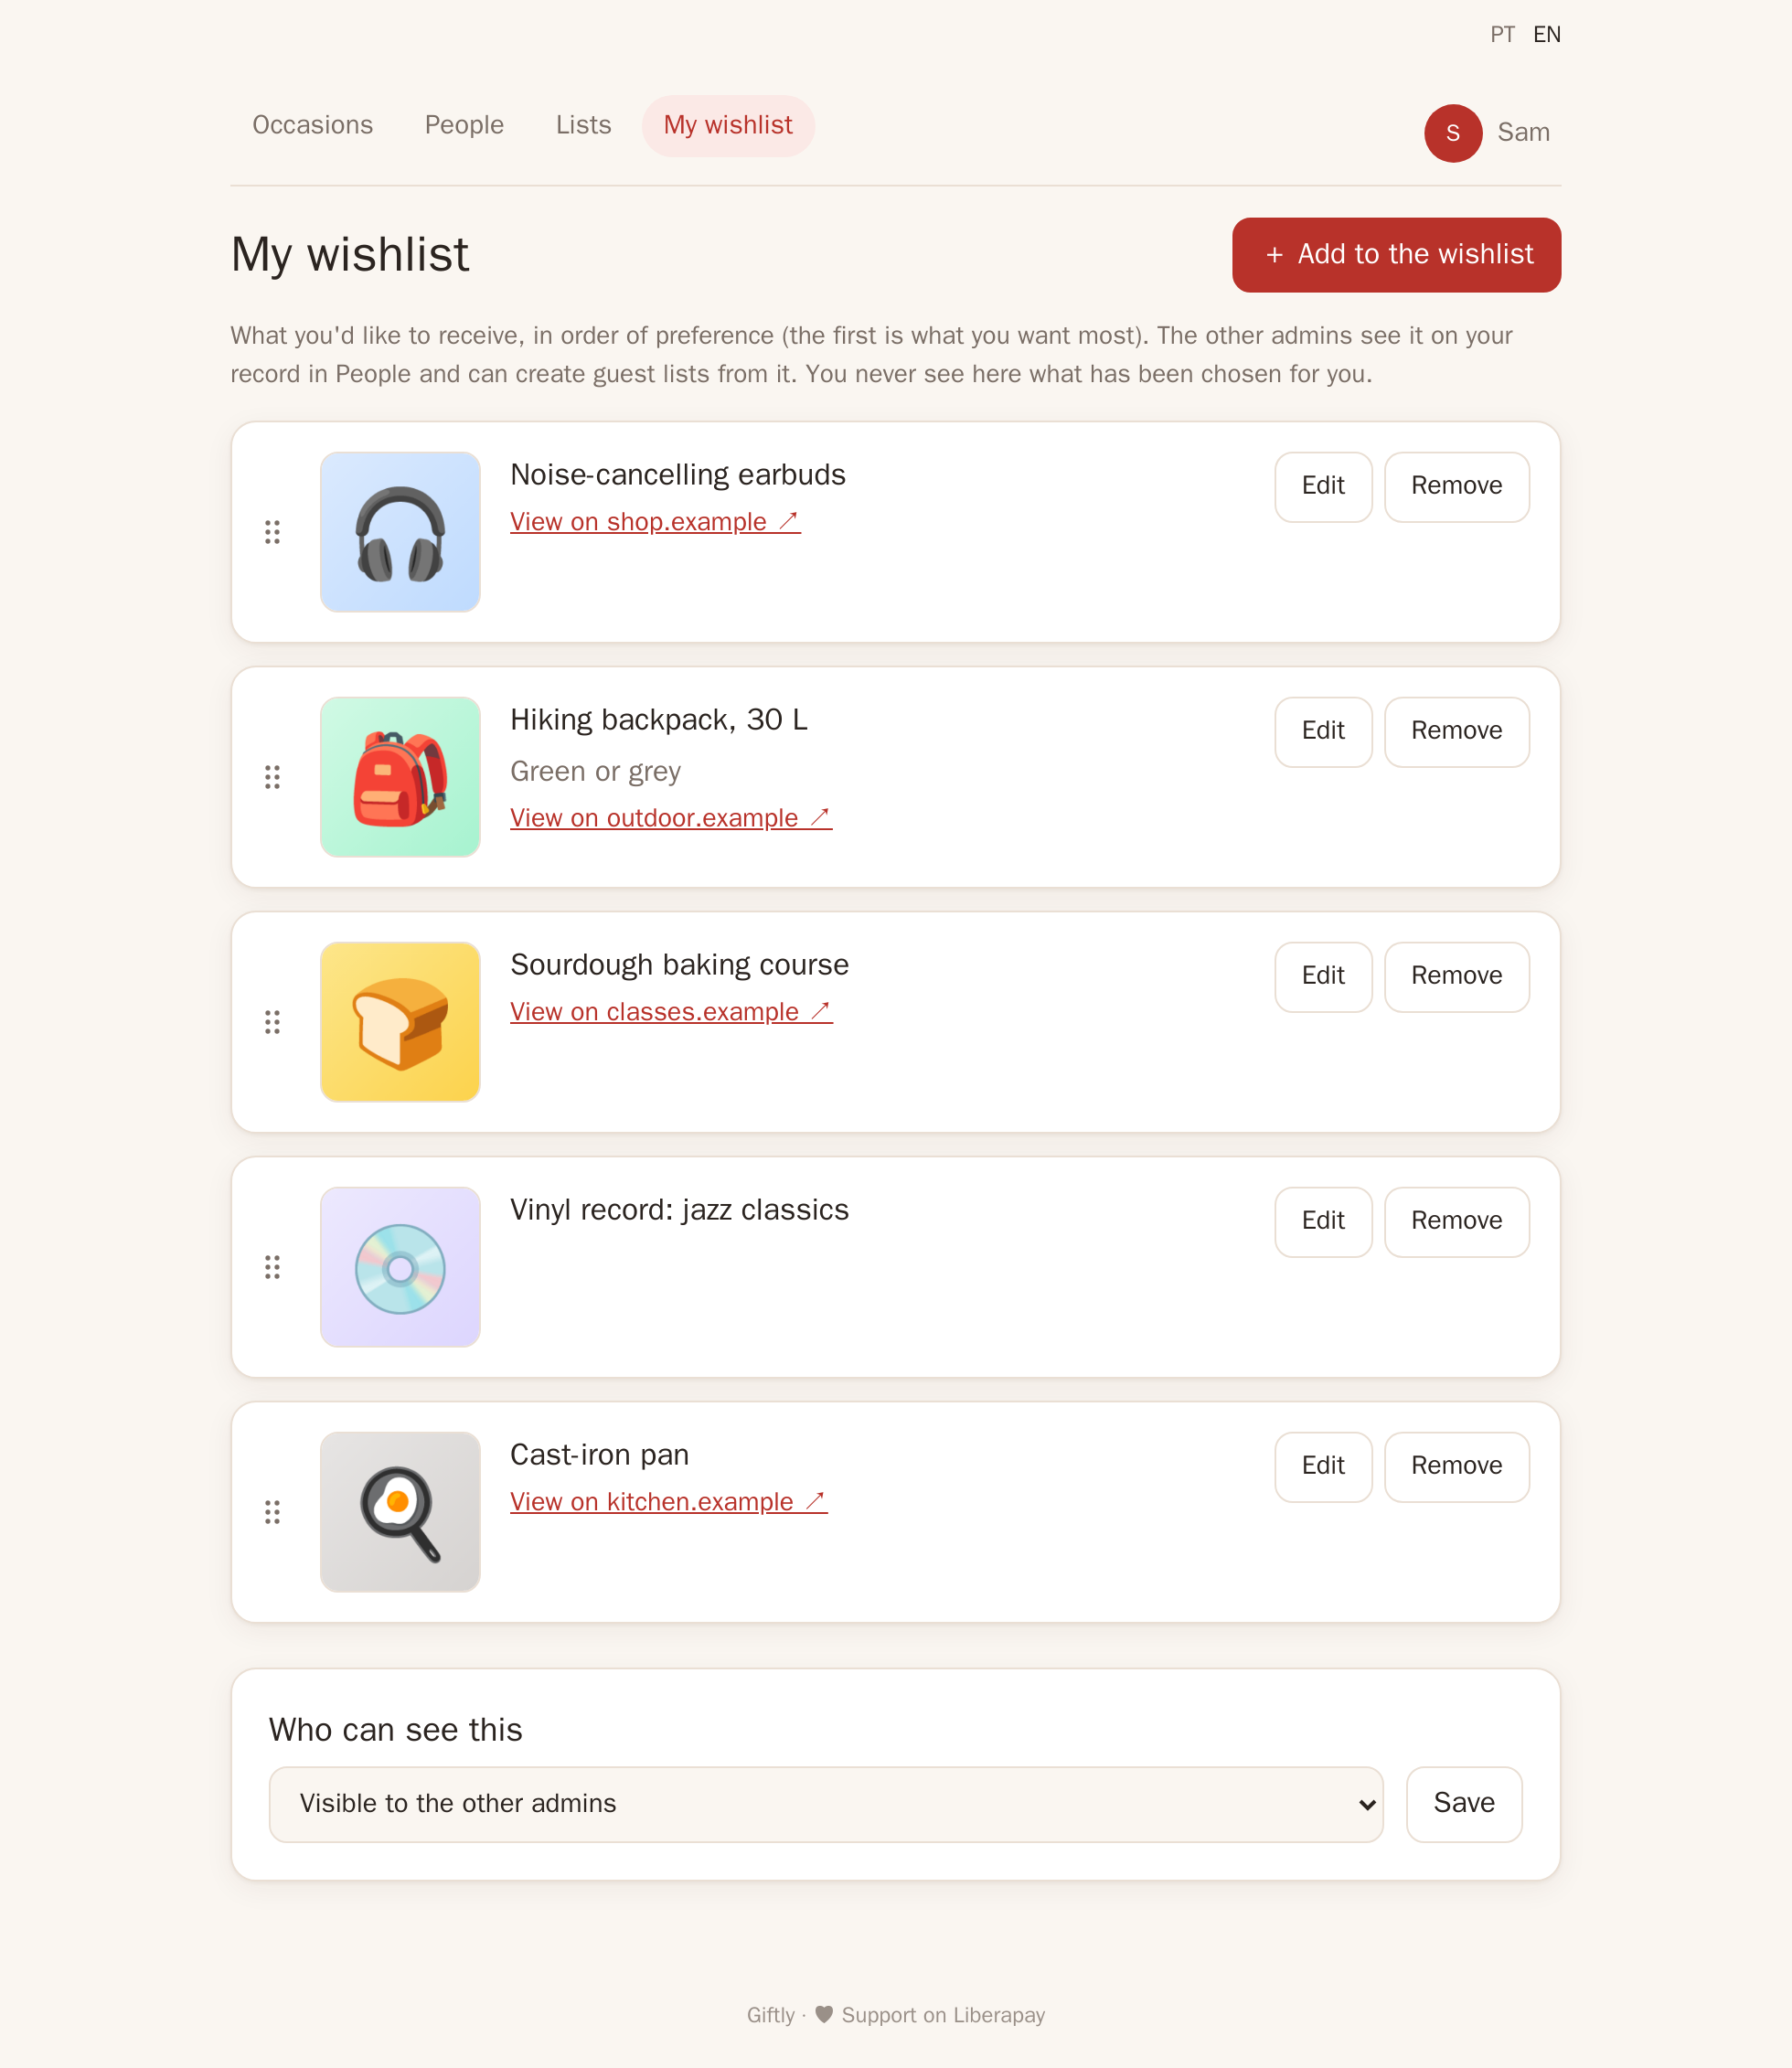 PT EN
Occasions People Lists My wishlist
S Sam
My wishlist
+ Add to the wishlist
What you'd like to receive, in order of preference (the first is what you want most). The other admins see it on your
record in People and can create guest lists from it. You never see here what has been chosen for you.
Noise-cancelling earbuds
View on shop.example ↗
Edit Remove
Hiking backpack, 30 L
Green or grey
View on outdoor.example ↗
Edit Remove
Sourdough baking course
View on classes.example ↗
Edit Remove
Vinyl record: jazz classics
Edit Remove
Cast-iron pan
View on kitchen.example ↗
Edit Remove
Who can see this
Visible to the other admins
Save
Giftly · ♥ Support on Liberapay